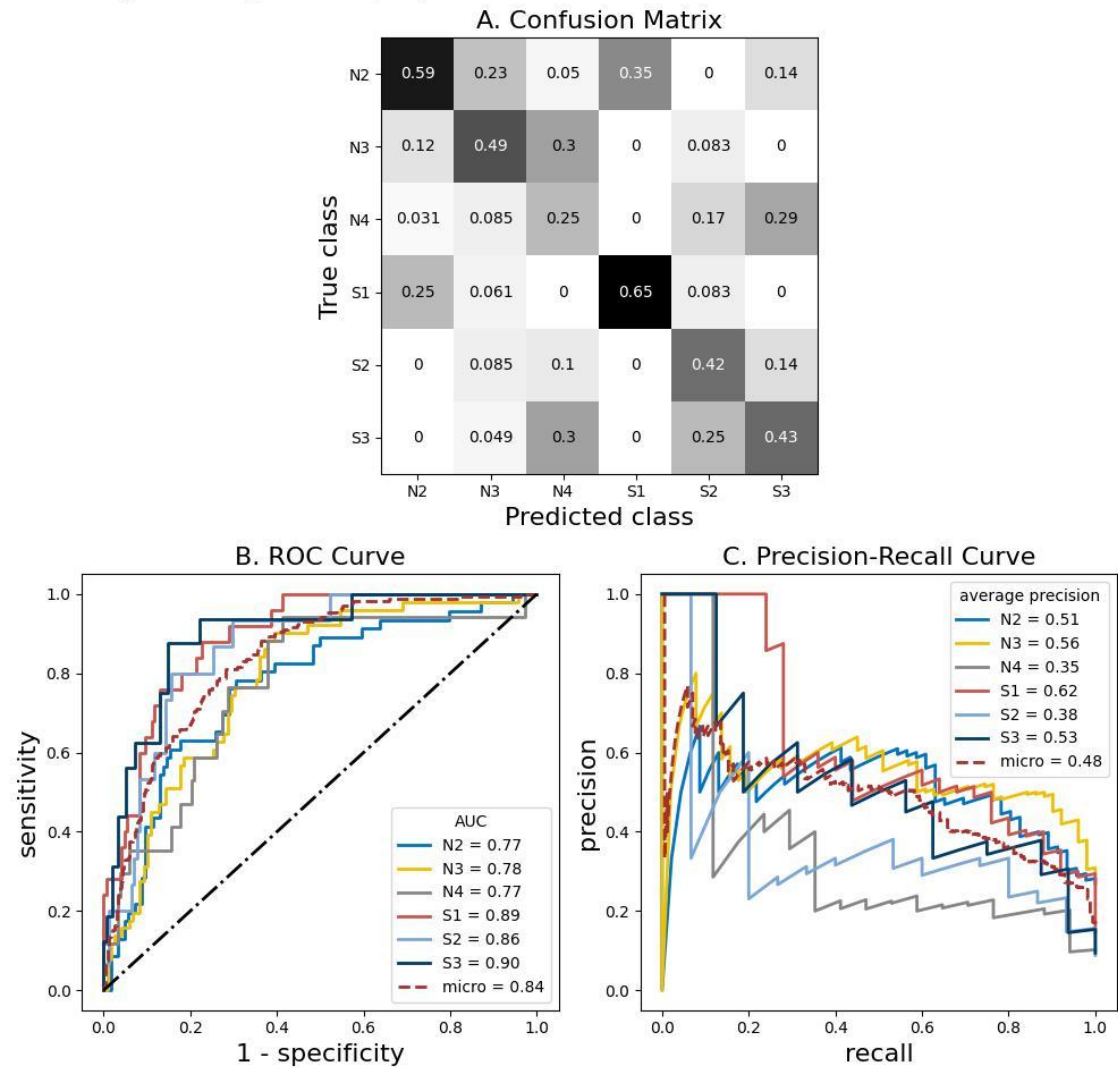 A. Confusion Matrix
True class
N2 0.59 0.23 0.05 0.35 0 0.14
N3 0.12 0.49 0.3 0 0.083 0
N4 0.031 0.085 0.25 0 0.17 0.29
S1 0.25 0.061 0 0.65 0.083 0
S2 0 0.085 0.1 0 0.42 0.14
S3 0 0.049 0.3 0 0.25 0.43
N2 N3 N4 S1 S2 S3
Predicted class
B. ROC Curve
sensitivity
1.0
0.8
0.6
0.4
0.2
0.0
AUC
N2 = 0.77
N3 = 0.78
N4 = 0.77
S1 = 0.89
S2 = 0.86
S3 = 0.90
micro = 0.84
0.0 0.2 0.4 0.6 0.8 1.0
1 - specificity
C. Precision-Recall Curve
precision
1.0
0.8
0.6
0.4
0.2
0.0
average precision
N2 = 0.51
N3 = 0.56
N4 = 0.35
S1 = 0.62
S2 = 0.38
S3 = 0.53
micro = 0.48
0.0 0.2 0.4 0.6 0.8 1.0
recall